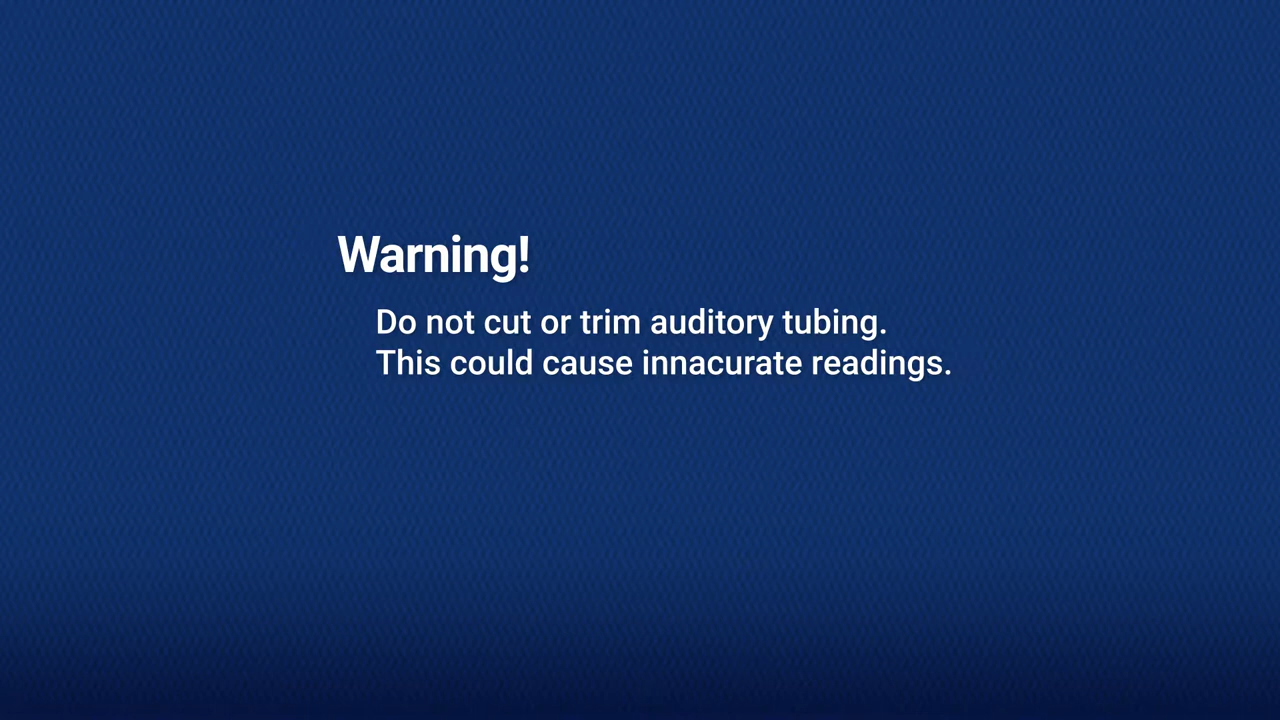 Warning!
Do not cut or trim auditory tubing.
This could cause innacurate readings.